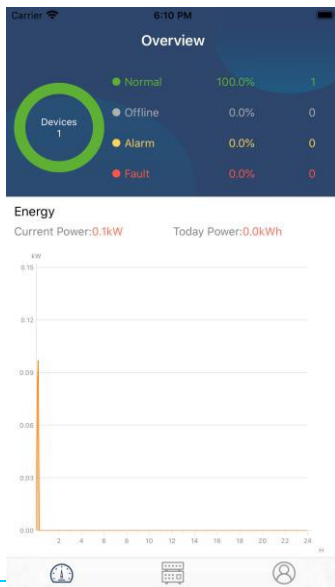 Carrier 6:10 PM
Overview
Devices
1
Normal 100.0% 1
Offline 0.0% 0
Alarm 0.0% 0
Fault 0.0% 0
Energy
Current Power:0.1kW Today Power:0.0kWh
kW
0.15
0.12
0.09
0.06
0.03
0.00
2 4 6 8 10 12 14 16 18 20 22 24
H